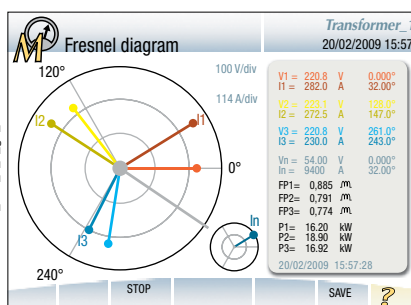 M Fresnel diagram
Transformer_
20/02/2009 15:57
120°
0°
240°
100 V/div
114 A/div
I1
I2
I3
In
V1 = 220.8 V 0.000°
I1 = 282.0 A 32.00°
V2 = 223.1 V 120.0°
I2 = 272.5 A 147.0°
V3 = 220.8 V 261.0°
I3 = 230.0 A 243.0°
Vn = 54.00 V 0.000°
In = 9400 A 32.00°
FP1= 0,885
FP2= 0,791
FP3= 0,774
P1= 16.20 kW
P2= 18.90 kW
P3= 16.92 kW
20/02/2009 15:57:28
STOP
SAVE
?